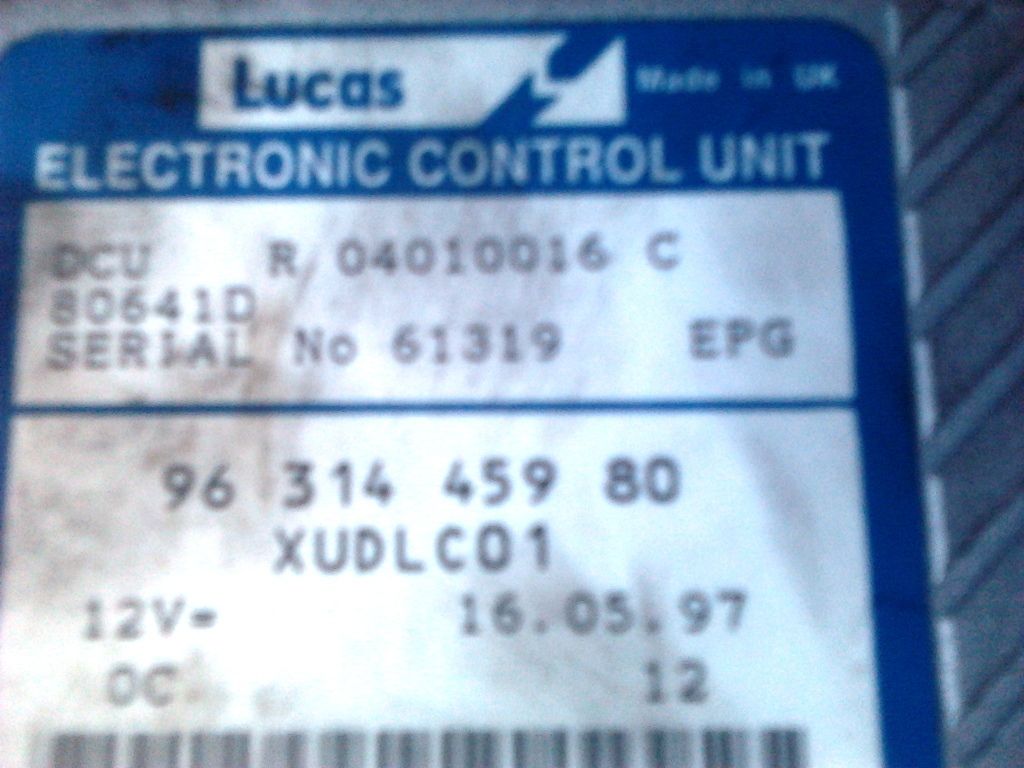 Lucas Made in UK
ELECTRONIC CONTROL UNIT
DCU R 04010016 C
80641D
SERIAL No 61319 EPG
96 314 459 80
XUDLC01
12V= 16.05.97
0C 12